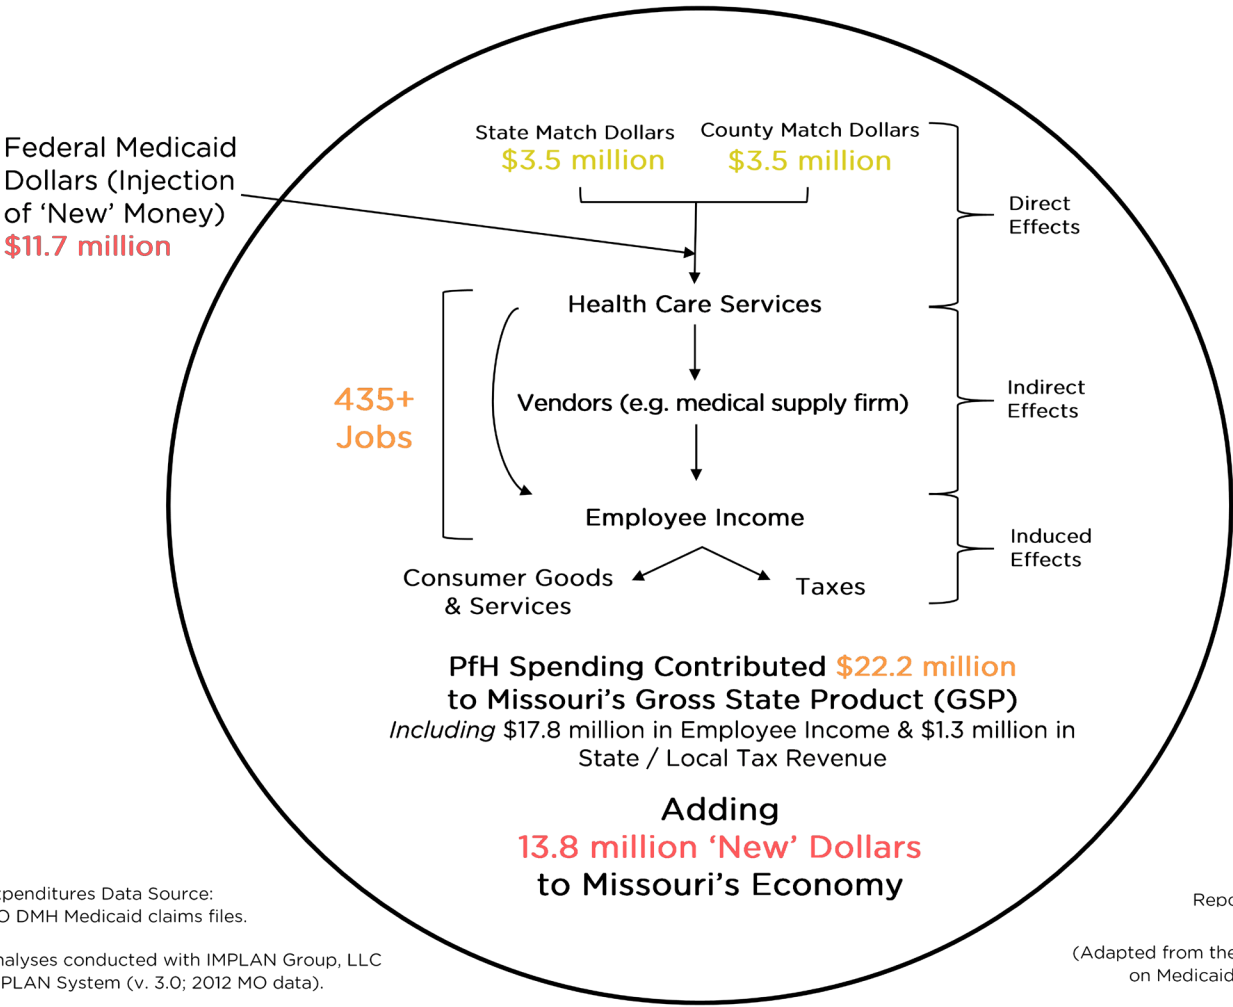 Federal Medicaid
Dollars (Injection
of ‘New’ Money)
$11.7 million
State Match Dollars
$3.5 million
County Match Dollars
$3.5 million
Direct
Effects
Health Care Services
435+
Jobs
Vendors (e.g. medical supply firm)
Indirect
Effects
Employee Income
Induced
Effects
Consumer Goods
& Services
Taxes
PfH Spending Contributed $22.2 million
to Missouri’s Gross State Product (GSP)
Including $17.8 million in Employee Income & $1.3 million in
State / Local Tax Revenue
Adding
13.8 million ‘New’ Dollars
to Missouri’s Economy
Data Source:
DMH Medicaid claims files.
conducted with IMPLAN Group, LLC
System (v. 3.0; 2012 MO data).
(Adapted from the
on Medicaid